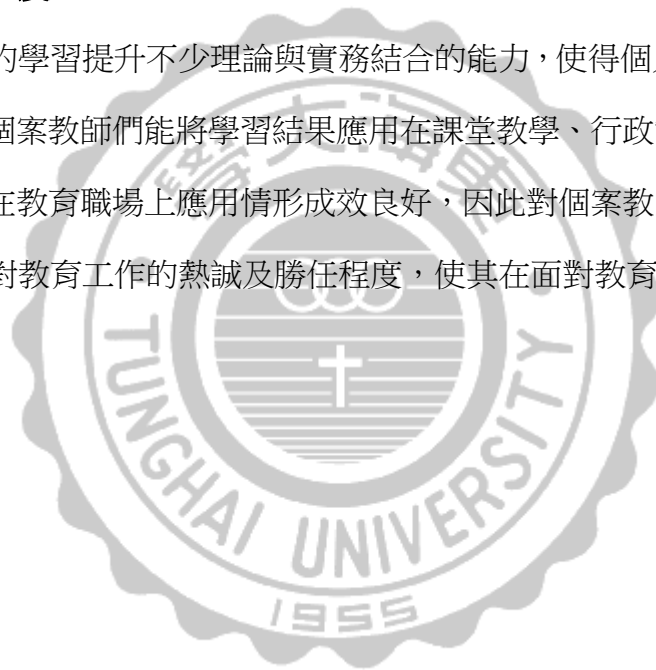 的學習提升不少理論與實務結合的能力，使得個
個案教師們能將學習結果應用在課堂教學、行政
在教育職場上應用情形成效良好，因此對個案教
對教育工作的熱誠及勝任程度，使其在面對教育
學大海東
TUNGHAI UNIVERSITY
1955